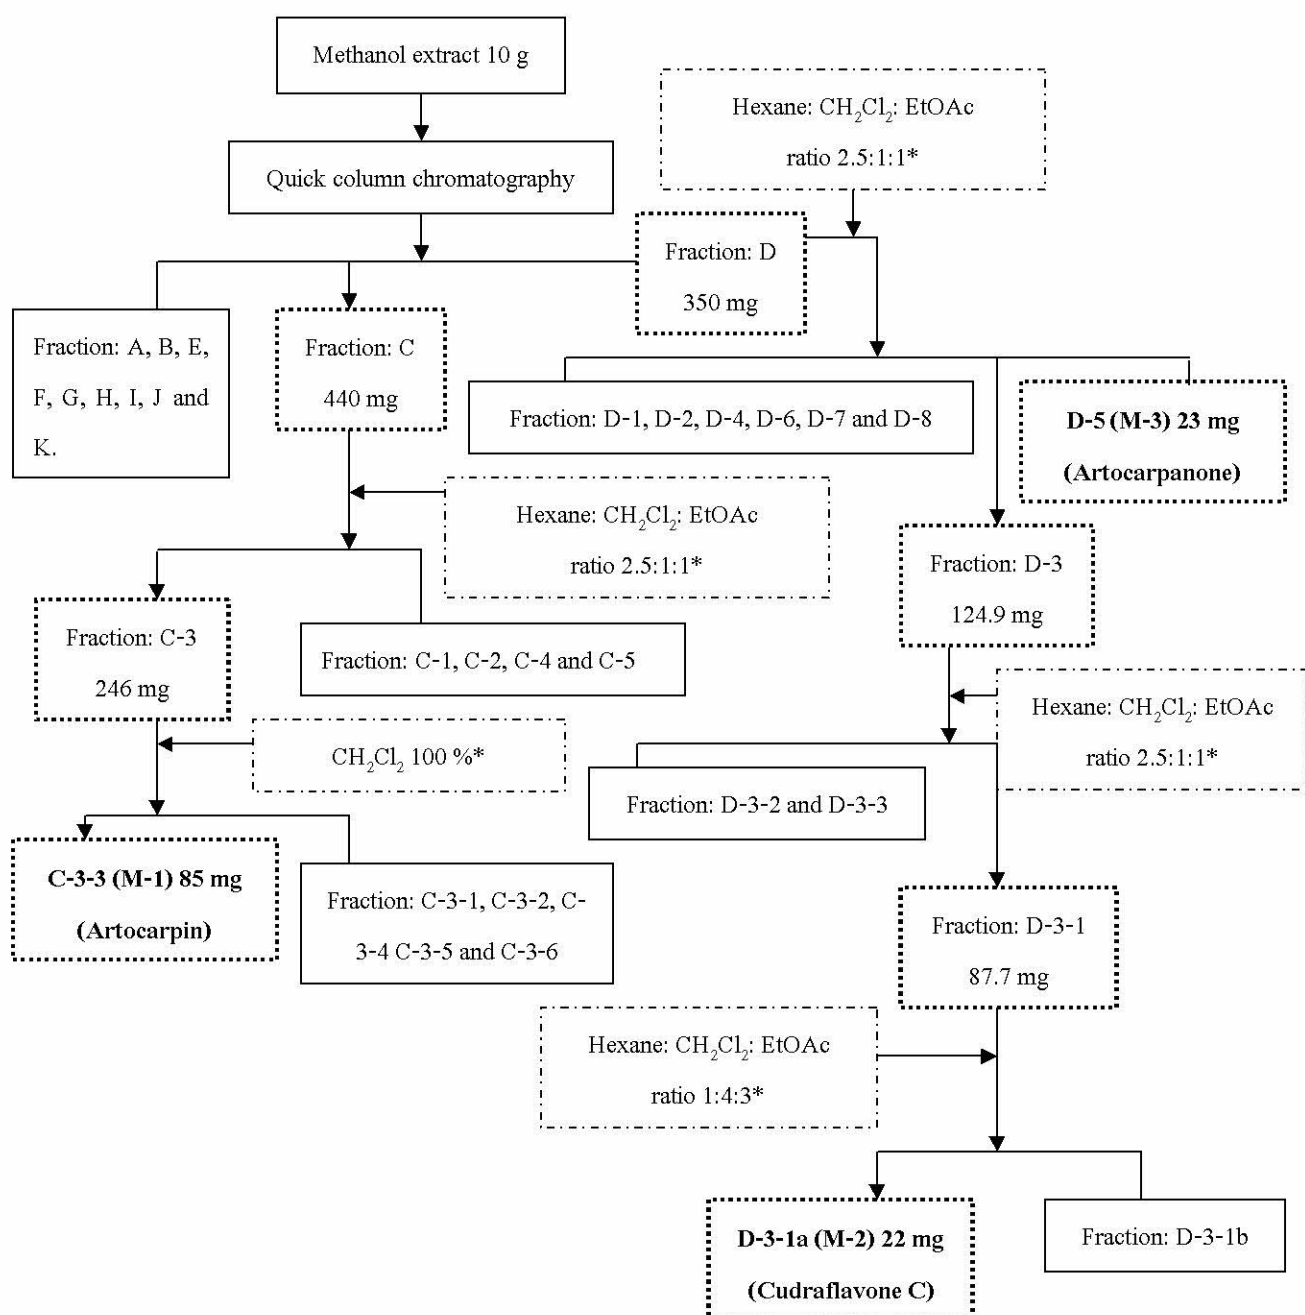 Methanol extract 10 g
Hexane: CH₂Cl₂: EtOAc
ratio 2.5:1:1*
Quick column chromatography
Fraction: D
350 mg
Fraction: A, B, E,
F, G, H, I, J and
K.
Fraction: C
440 mg
Fraction: D-1, D-2, D-4, D-6, D-7 and D-8
D-5 (M-3) 23 mg
(Artocarpanone)
Hexane: CH₂Cl₂: EtOAc
ratio 2.5:1:1*
Fraction: D-3
124.9 mg
Fraction: C-3
246 mg
Fraction: C-1, C-2, C-4 and C-5
Hexane: CH₂Cl₂: EtOAc
ratio 2.5:1:1*
CH₂Cl₂ 100 %*
Fraction: D-3-2 and D-3-3
C-3-3 (M-1) 85 mg
(Artocarpin)
Fraction: C-3-1, C-3-2, C-
3-4 C-3-5 and C-3-6
Fraction: D-3-1
87.7 mg
Hexane: CH₂Cl₂: EtOAc
ratio 1:4:3*
D-3-1a (M-2) 22 mg
(Cudraflavone C)
Fraction: D-3-1b